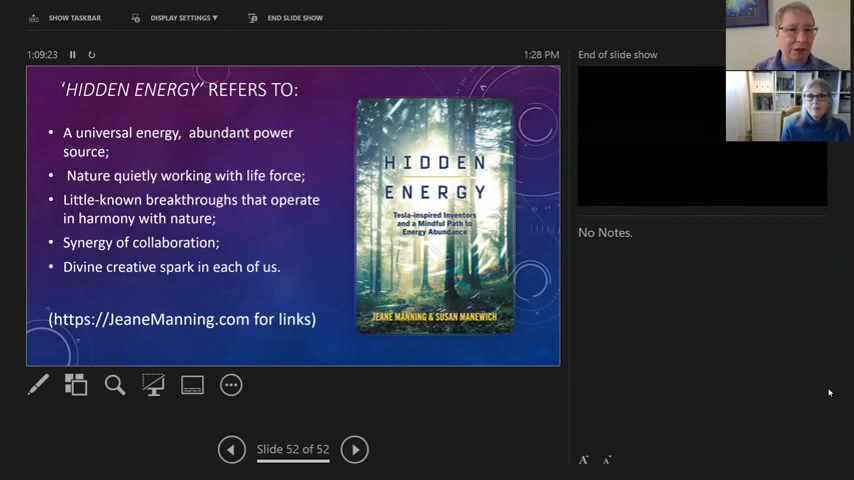 SHOW TASKBAR
DISPLAY SETTINGS ▼
END SLIDE SHOW
1:09:23
1:28 PM
End of slide show
'HIDDEN ENERGY' REFERS TO:
• A universal energy, abundant power
source;
• Nature quietly working with life force;
• Little-known breakthroughs that operate
in harmony with nature;
• Synergy of collaboration;
• Divine creative spark in each of us.
(https://JeaneManning.com for links)
HIDDEN
ENERGY
Tesla-inspired Inventors
and a Mindful Path to
Energy Abundance
JEANE MANNING & SUSAN MANEWICH
No Notes.
Slide 52 of 52
A
A